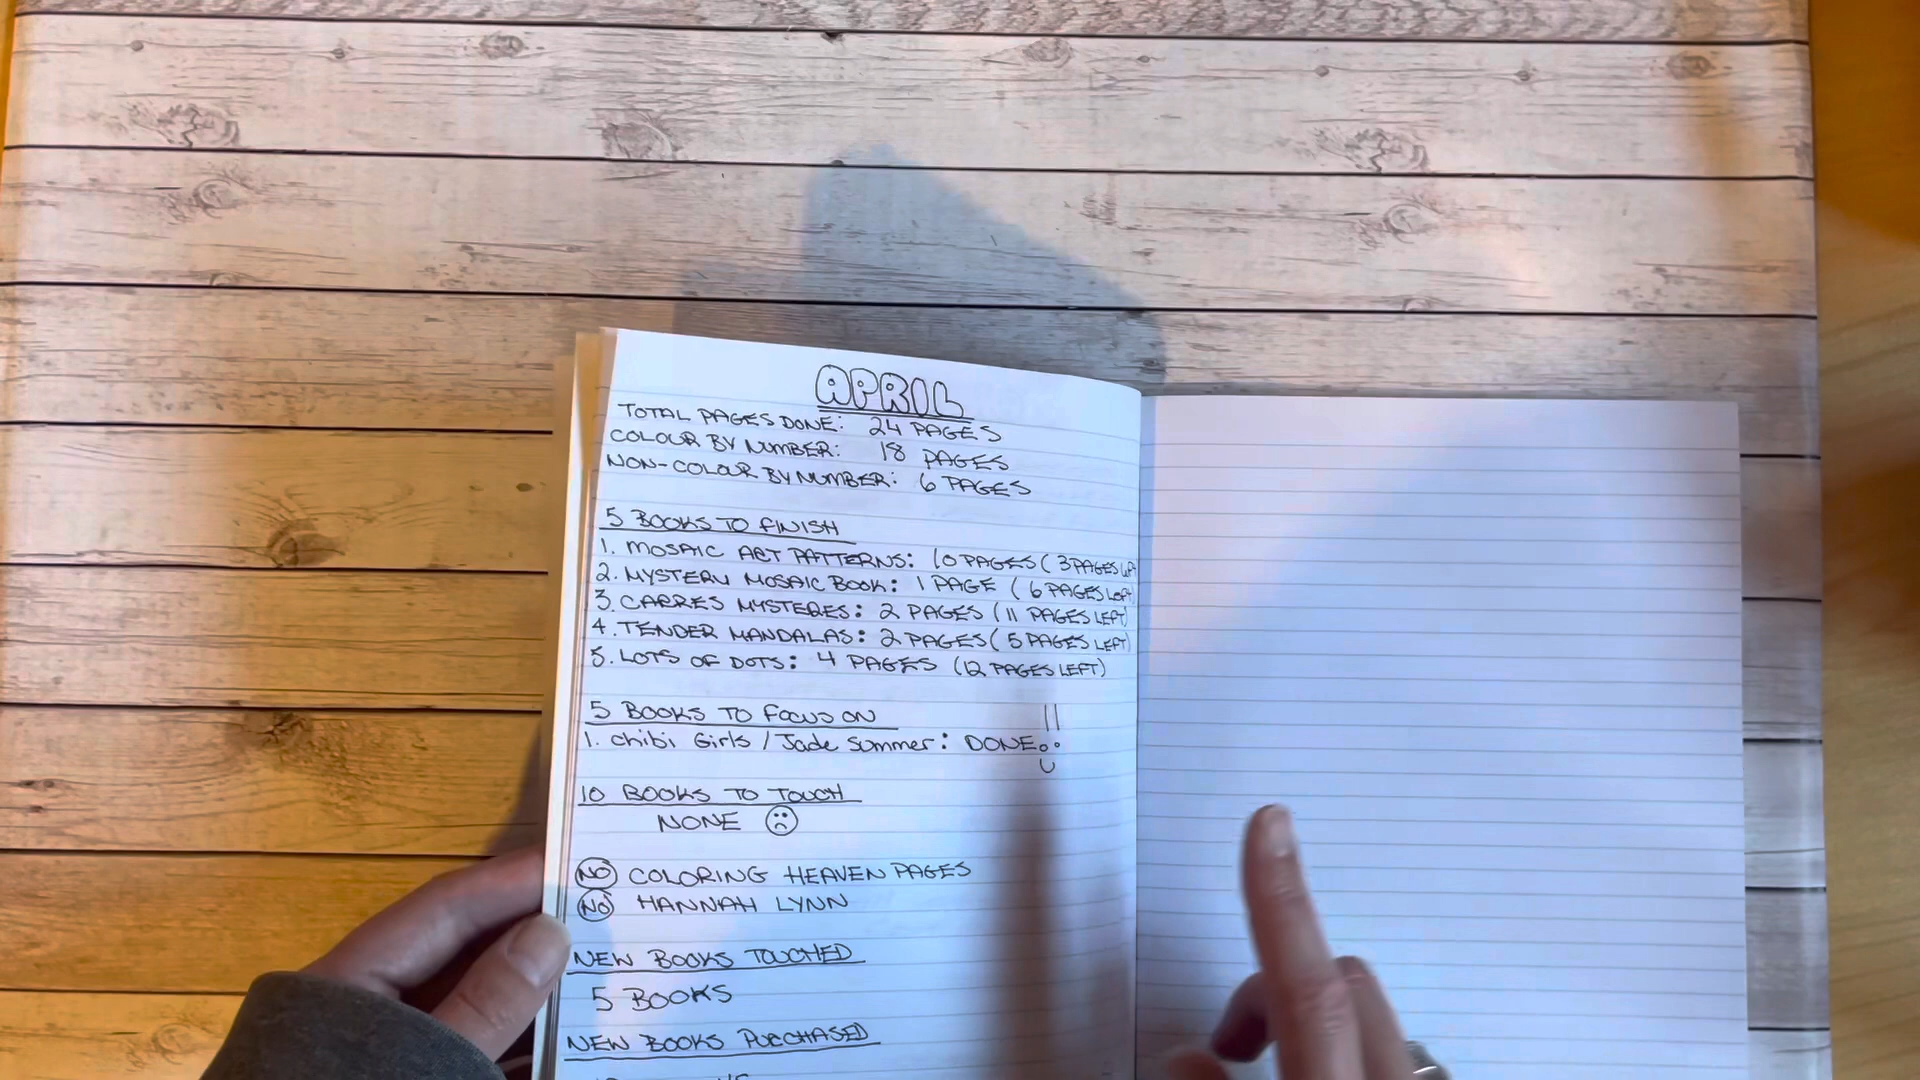 APRIL
TOTAL PAGES DONE: 24 PAGES
COLOUR BY NUMBER: 18 PAGES
NON-COLOUR BY NUMBER: 6 PAGES
5 BOOKS TO FINISH
1. MOSAIC ART PATTERNS: 10 PAGES (3 PAGES LEFT
2. MYSTERY MOSAIC BOOK: 1 PAGE (6 PAGES LEFT)
3. CARRES MYSTERES: 2 PAGES (11 PAGES LEFT)
4. TENDER MANDALAS: 2 PAGES (5 PAGES LEFT)
5. LOTS OF DOTS: 4 PAGES (12 PAGES LEFT)
5 BOOKS TO FOCUS ON
1. Chibi Girls / Jade Summer: DONE!!
10 BOOKS TO TOUCH
NONE ☹
NO COLORING HEAVEN PAGES
NO HANNAH LYNN
NEW BOOKS TOUCHED
5 BOOKS
NEW BOOKS PURCHASED